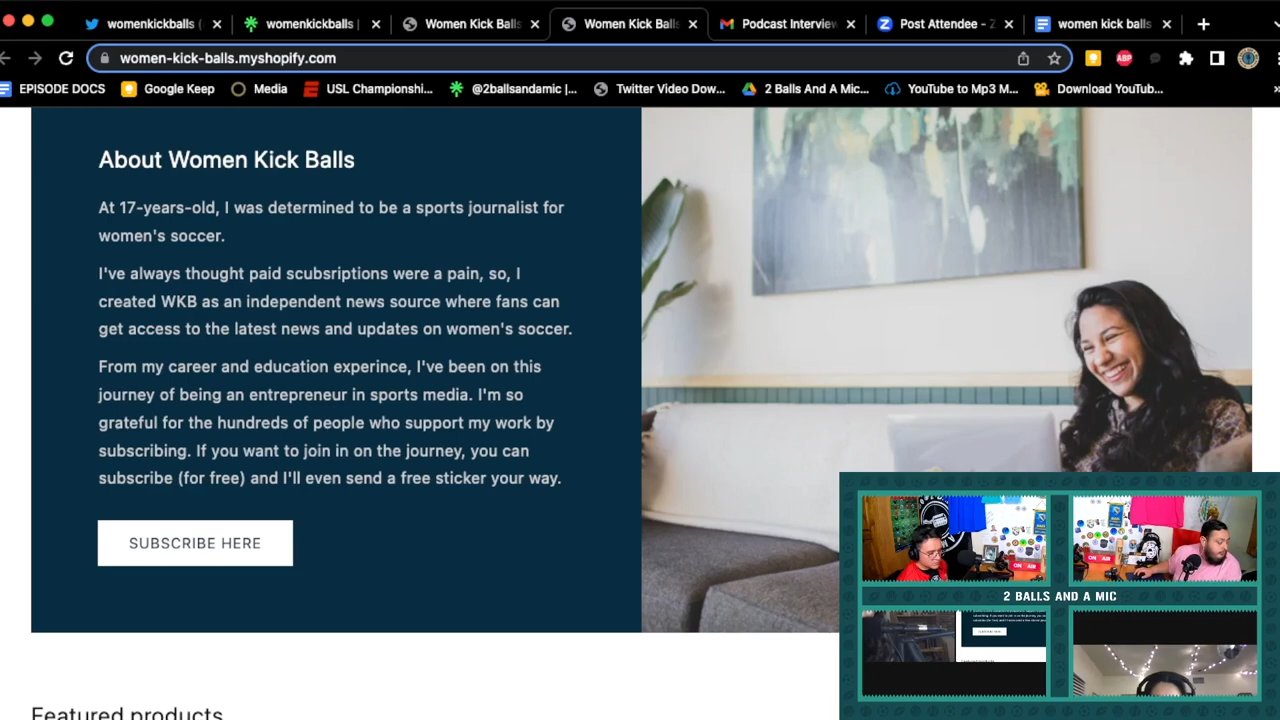 womenkickballs (
womenkickballs |
Women Kick Balls
Women Kick Balls
Podcast Interview
Post Attendee - Z
women kick balls
women-kick-balls.myshopify.com
ABP
EPISODE DOCS
Google Keep
Media
USL Championshi...
@2ballsandamic |...
Twitter Video Dow...
2 Balls And A Mic...
YouTube to Mp3 M...
Download YouTub...
About Women Kick Balls
At 17-years-old, I was determined to be a sports journalist for
women's soccer.
I've always thought paid scubsriptions were a pain, so, I
created WKB as an independent news source where fans can
get access to the latest news and updates on women's soccer.
From my career and education experince, I've been on this
journey of being an entrepreneur in sports media. I'm so
grateful for the hundreds of people who support my work by
subscribing. If you want to join in on the journey, you can
subscribe (for free) and I'll even send a free sticker your way.
SUBSCRIBE HERE
ON AIR
ON AIR
2 BALLS AND A MIC
Featured products